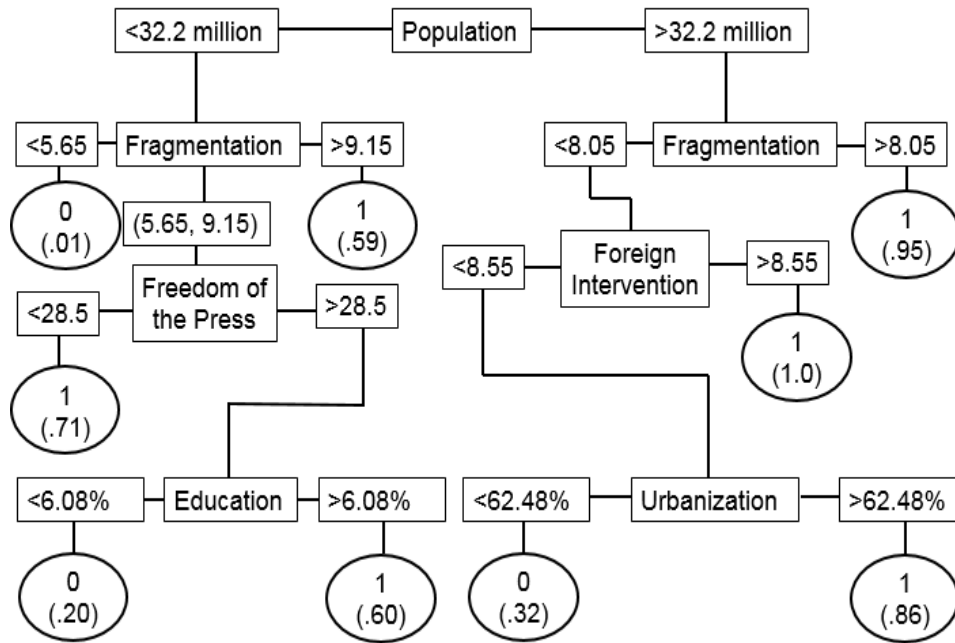 <32.2 million
Population
>32.2 million
<5.65
Fragmentation
>9.15
<8.05
Fragmentation
>8.05
0
(.01)
(5.65, 9.15)
1
(.59)
1
(.95)
<8.55
Foreign
Intervention
>8.55
<28.5
Freedom of
the Press
>28.5
1
(.71)
1
(1.0)
<6.08%
Education
>6.08%
<62.48%
Urbanization
>62.48%
0
(.20)
1
(.60)
0
(.32)
1
(.86)